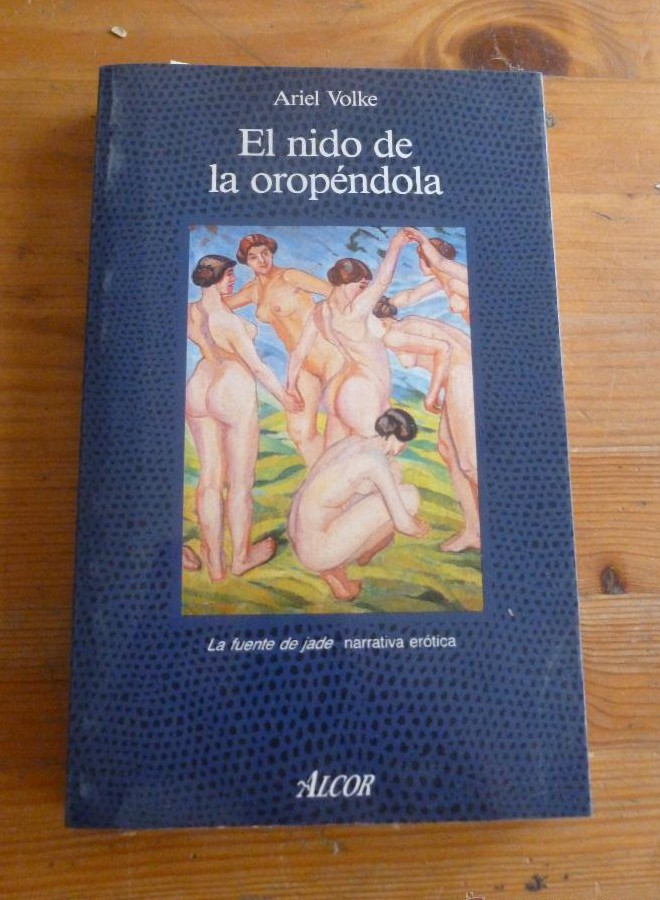 Ariel Volke
El nido de
la oropéndola
La fuente de jade narrativa erótica
ALCOR